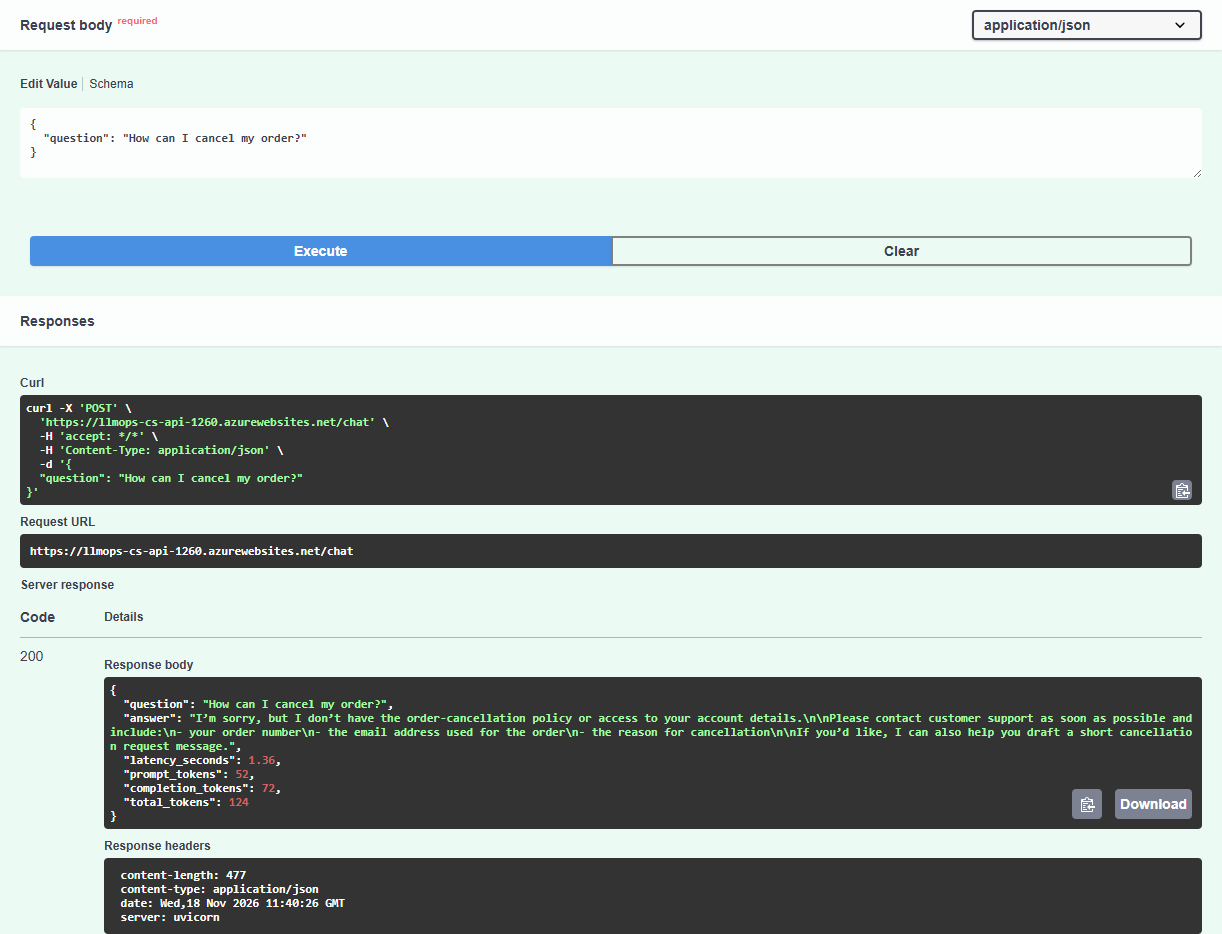 Request body required
application/json
Edit Value | Schema
{
  "question": "How can I cancel my order?"
}
Execute
Clear
Responses
Curl
curl -X 'POST' \
  'https://llmops-cs-api-1260.azurewebsites.net/chat' \
  -H 'accept: */*' \
  -H 'Content-Type: application/json' \
  -d '{
  "question": "How can I cancel my order?"
}'
Request URL
https://llmops-cs-api-1260.azurewebsites.net/chat
Server response
Code Details
200
Response body
{
  "question": "How can I cancel my order?",
  "answer": "I’m sorry, but I don’t have the order-cancellation policy or access to your account details.\n\nPlease contact customer support as soon as possible and
include:\n- your order number\n- the email address used for the order\n- the reason for cancellation\n\nIf you’d like, I can also help you draft a short cancellatio
n request message.",
  "latency_seconds": 1.36,
  "prompt_tokens": 52,
  "completion_tokens": 72,
  "total_tokens": 124
}
Download
Response headers
content-length: 477
content-type: application/json
date: Wed,18 Nov 2026 11:40:26 GMT
server: uvicorn